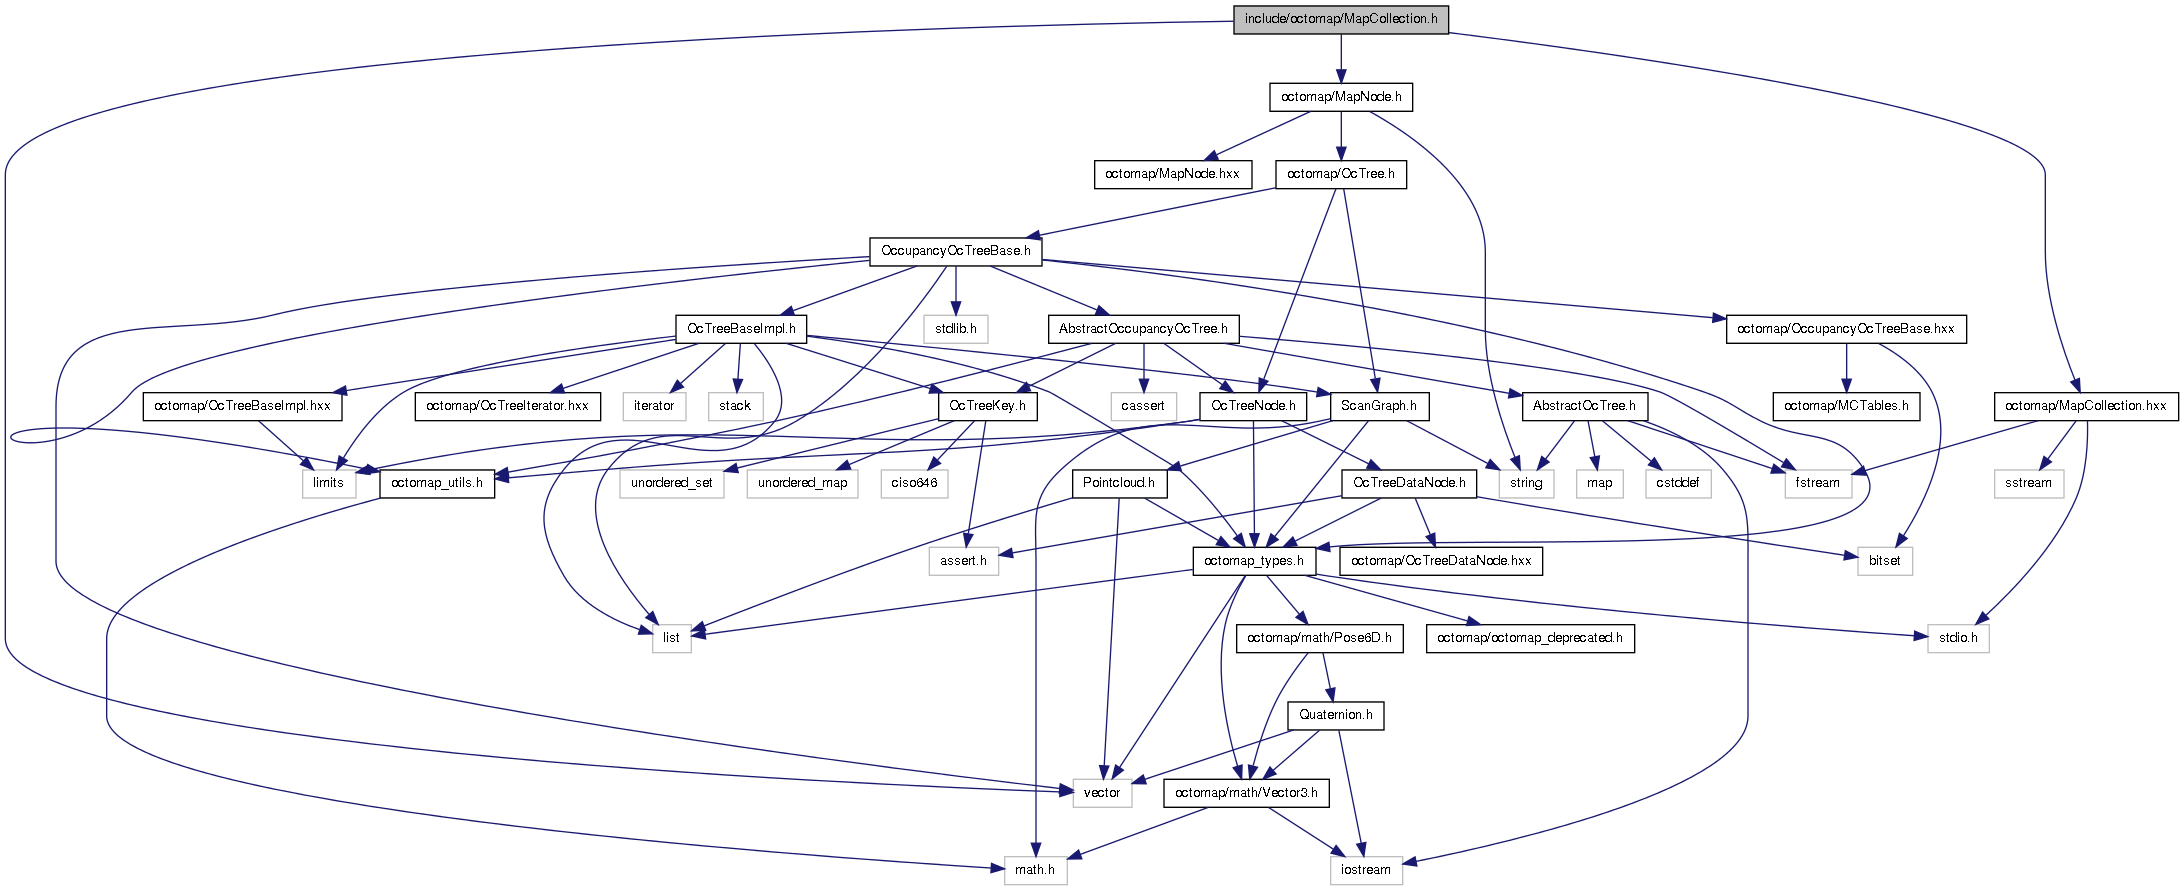 include/octomap/MapCollection.h
octomap/MapNode.h
octomap/MapNode.hxx
octomap/OcTree.h
OccupancyOcTreeBase.h
OcTreeBaseImpl.h
stdlib.h
AbstractOccupancyOcTree.h
octomap/OccupancyOcTreeBase.hxx
octomap/OcTreeBaseImpl.hxx
octomap/OcTreeIterator.hxx
iterator
stack
OcTreeKey.h
cassert
OcTreeNode.h
ScanGraph.h
AbstractOcTree.h
octomap/MCTables.h
octomap/MapCollection.hxx
limits
octomap_utils.h
unordered_set
unordered_map
ciso646
Pointcloud.h
OcTreeDataNode.h
string
map
cstddef
fstream
sstream
assert.h
octomap_types.h
octomap/OcTreeDataNode.hxx
bitset
list
octomap/math/Pose6D.h
octomap/octomap_deprecated.h
stdio.h
Quaternion.h
vector
octomap/math/Vector3.h
math.h
iostream